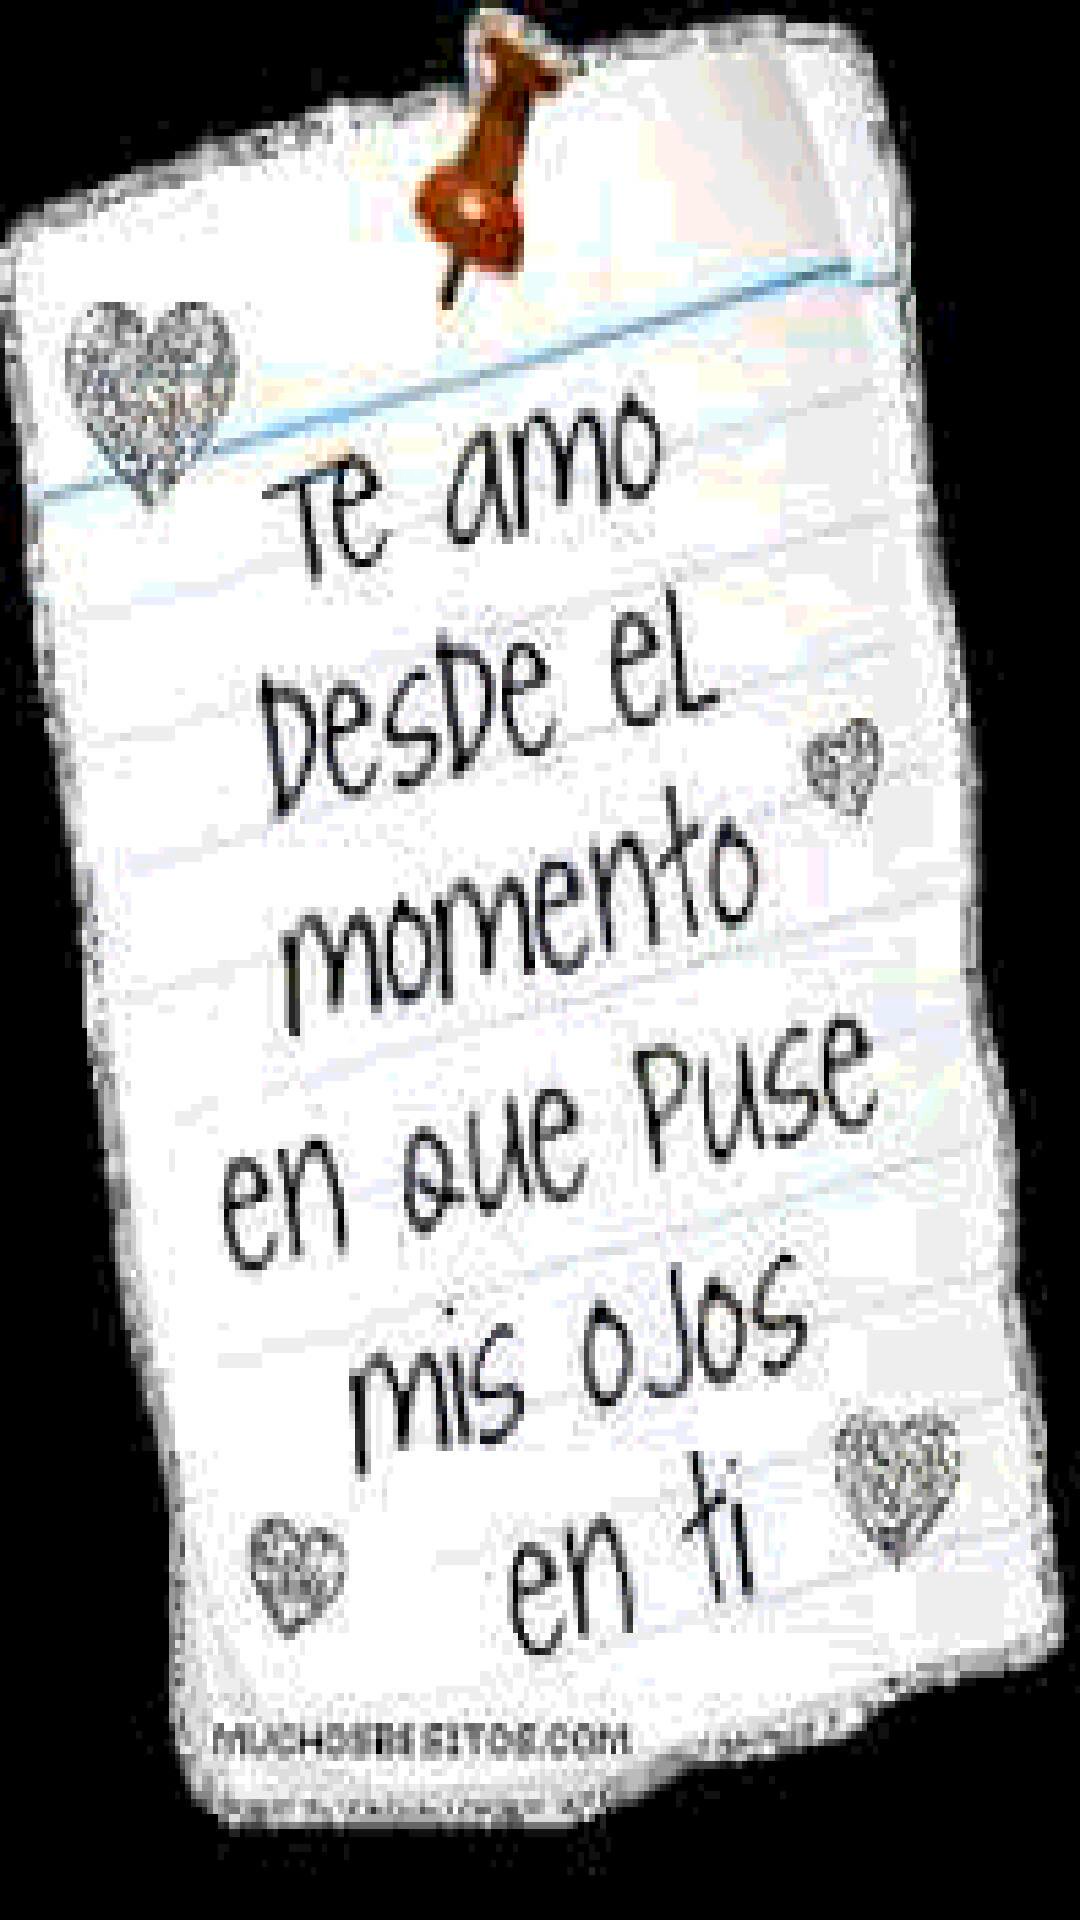 Te amo
DesDe eL
momento
en que Puse
mis oJos
en ti
MUCHOSBESITOS.COM